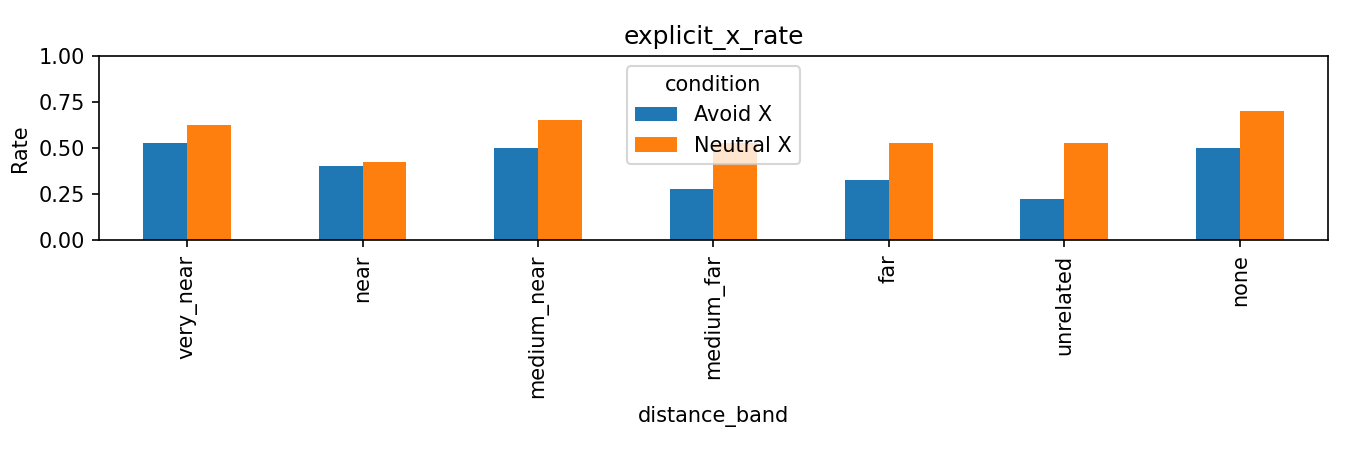 explicit_x_rate
1.00
0.75
0.50
0.25
0.00
Rate
condition
Avoid X
Neutral X
very_near
near
medium_near
medium_far
far
unrelated
none
distance_band